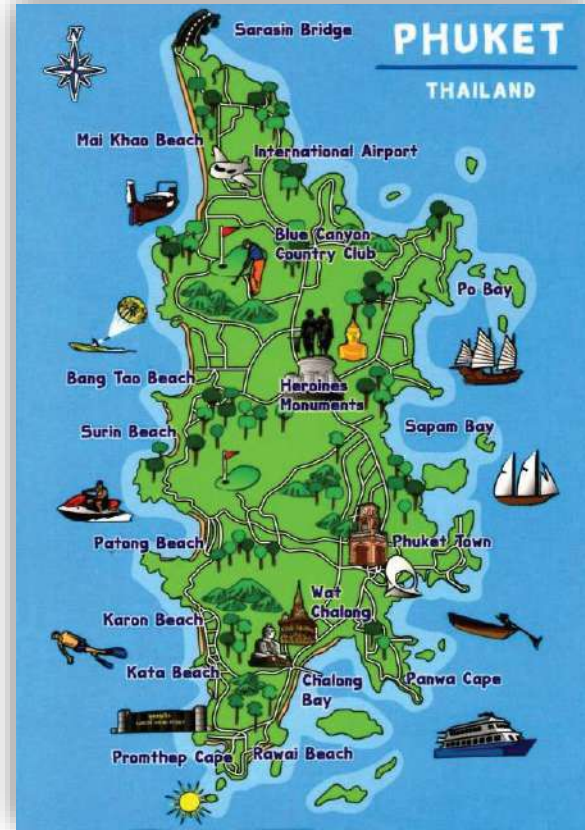 N
Sarasin Bridge
PHUKET
THAILAND
Mai Khao Beach
International Airport
Blue Canyon
Country Club
Po Bay
Bang Tao Beach
Heroines
Monuments
Surin Beach
Sapam Bay
Patong Beach
Phuket Town
Wat
Chalong
Karon Beach
Kata Beach
Chalong
Bay
Panwa Cape
Promthep Cape
Rawai Beach